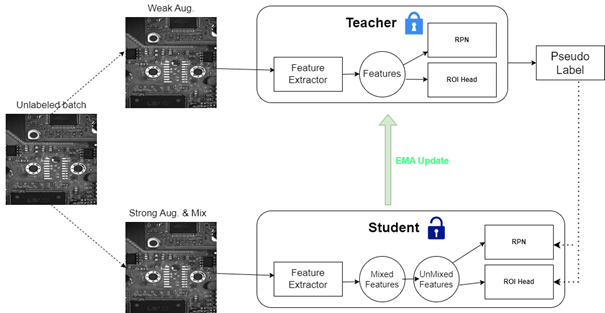 Weak Aug.
Teacher
RPN
Feature
Extractor
Features
ROI Head
Pseudo
Label
Unlabeled batch
EMA Update
Strong Aug. & Mix
Student
RPN
Feature
Extractor
Mixed
Features
UnMixed
Features
ROI Head